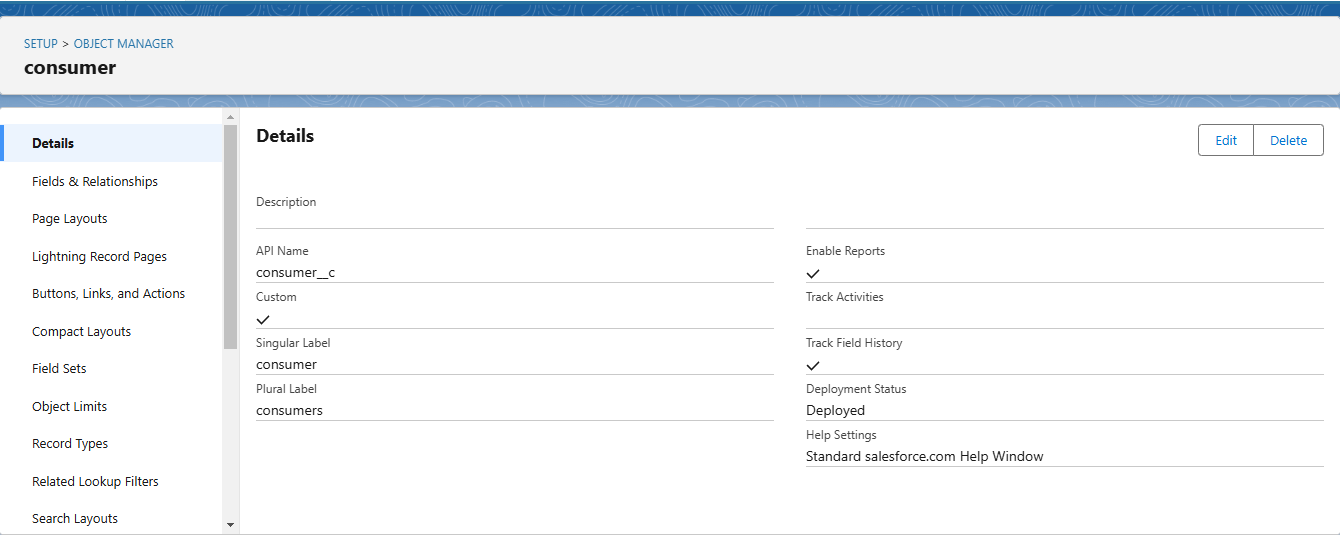 SETUP > OBJECT MANAGER
consumer
Details
Fields & Relationships
Page Layouts
Lightning Record Pages
Buttons, Links, and Actions
Compact Layouts
Field Sets
Object Limits
Record Types
Related Lookup Filters
Search Layouts
Details
Edit
Delete
Description
API Name
consumer__c
Custom
Singular Label
consumer
Plural Label
consumers
Enable Reports
Track Activities
Track Field History
Deployment Status
Deployed
Help Settings
Standard salesforce.com Help Window